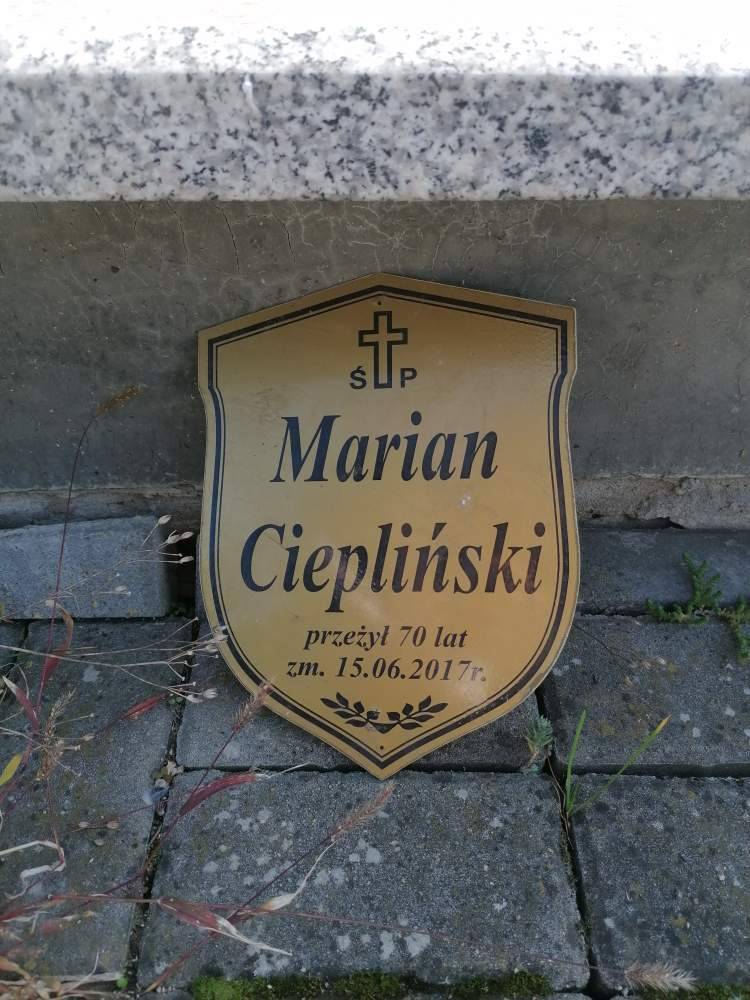 Ś P
Marian
Ciepliński
przeżył 70 lat
zm. 15.06.2017r.